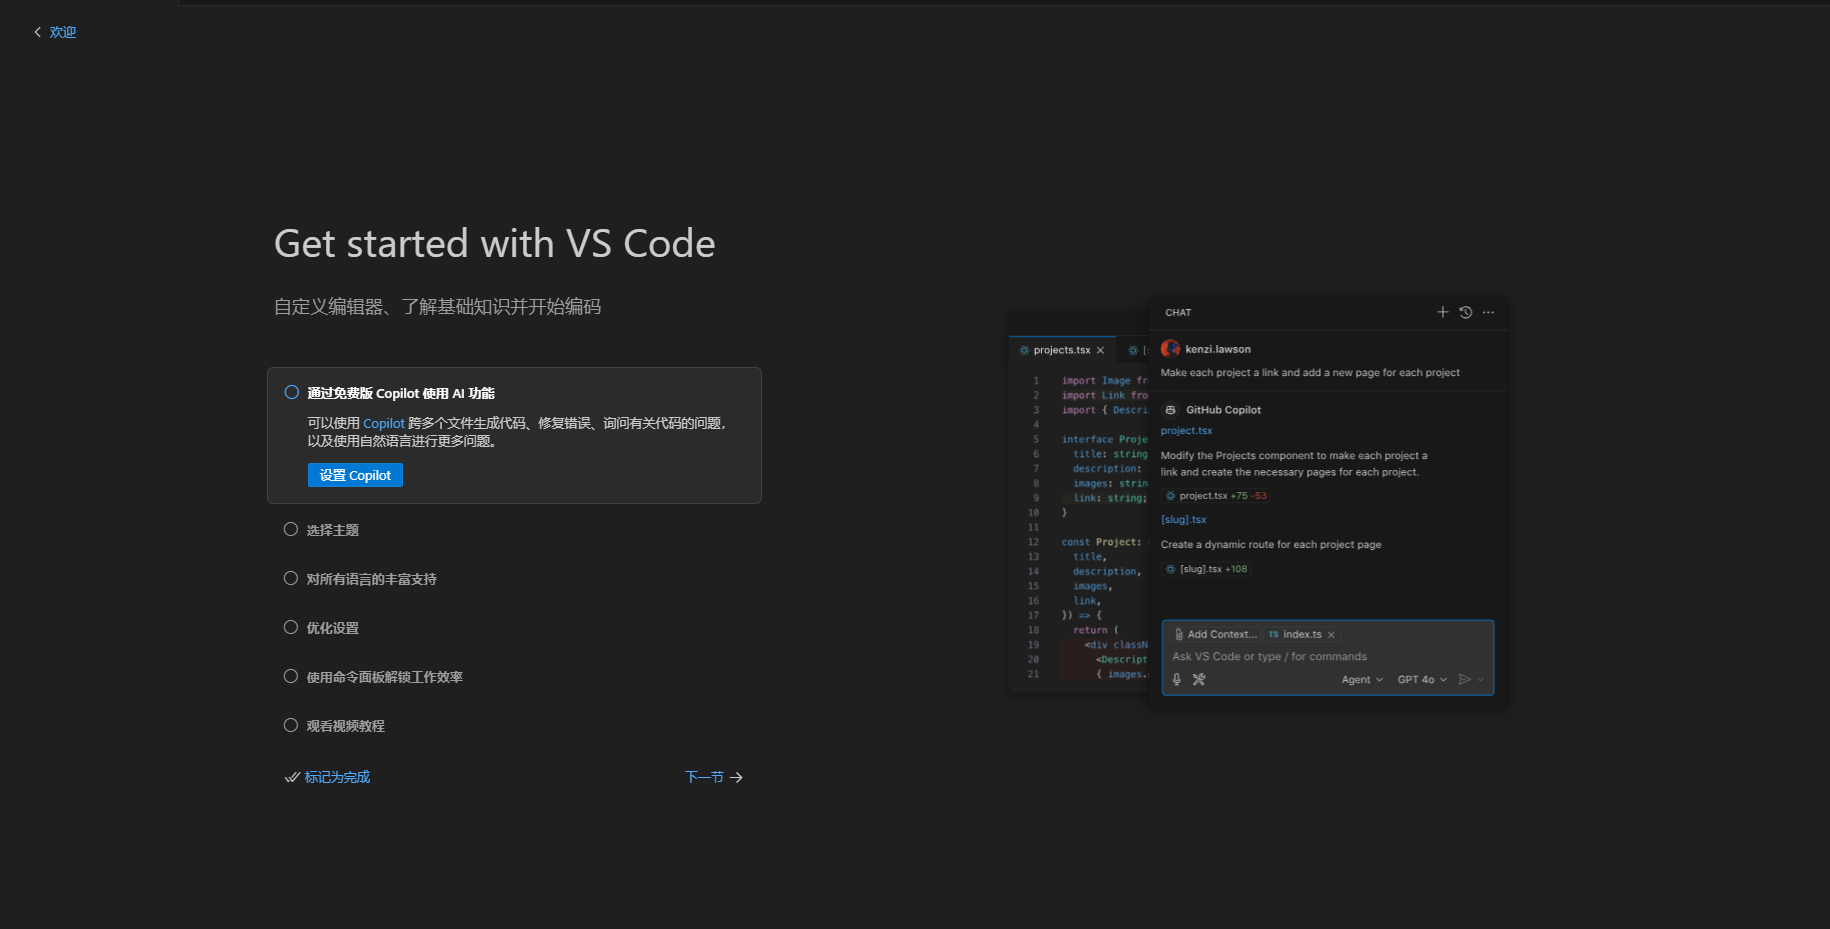 欢迎
Get started with VS Code
自定义编辑器、了解基础知识并开始编码
通过免费版 Copilot 使用 AI 功能
可以使用 Copilot 跨多个文件生成代码、修复错误、询问有关代码的问题，
以及使用自然语言进行更多问题。
设置 Copilot
选择主题
对所有语言的丰富支持
优化设置
使用命令面板解锁工作效率
观看视频教程
标记为完成
下一节
projects.tsx
1 import Image fr
2 import Link fro
3 import { Descri
4
5 interface Proje
6 title: string
7 description:
8 images: strin
9 link: string;
10 }
11
12 const Project:
13 title,
14 description,
15 images,
16 link,
17 }) => {
18 return (
19 <div classN
20 <Descript
21 { images.
CHAT
kenzi.lawson
Make each project a link and add a new page for each project
GitHub Copilot
project.tsx
Modify the Projects component to make each project a
link and create the necessary pages for each project.
project.tsx +75 -53
[slug].tsx
Create a dynamic route for each project page
[slug].tsx +108
Add Context... TS index.ts
Ask VS Code or type / for commands
Agent GPT 4o